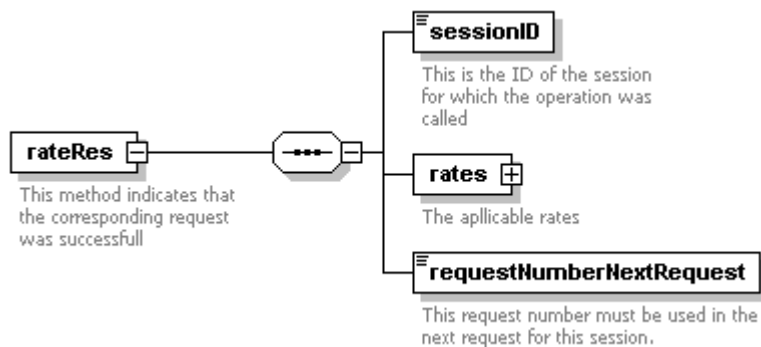 sessionID
This is the ID of the session
for which the operation was
called
rateRes
This method indicates that
the corresponding request
was successfull
rates
The apllicable rates
requestNumberNextRequest
This request number must be used in the
next request for this session.